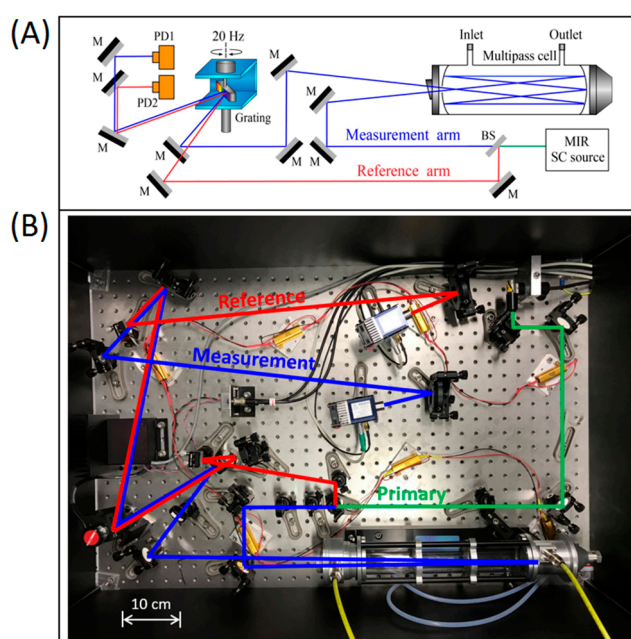 (A)
M
PD1
20 Hz
M
Inlet
Outlet
Multipass cell
M
PD2
M
Grating
M
Measurement arm
BS
MIR
SC source
M
M
M
Reference arm
M
M
(B)
Reference
Measurement
Primary
10 cm